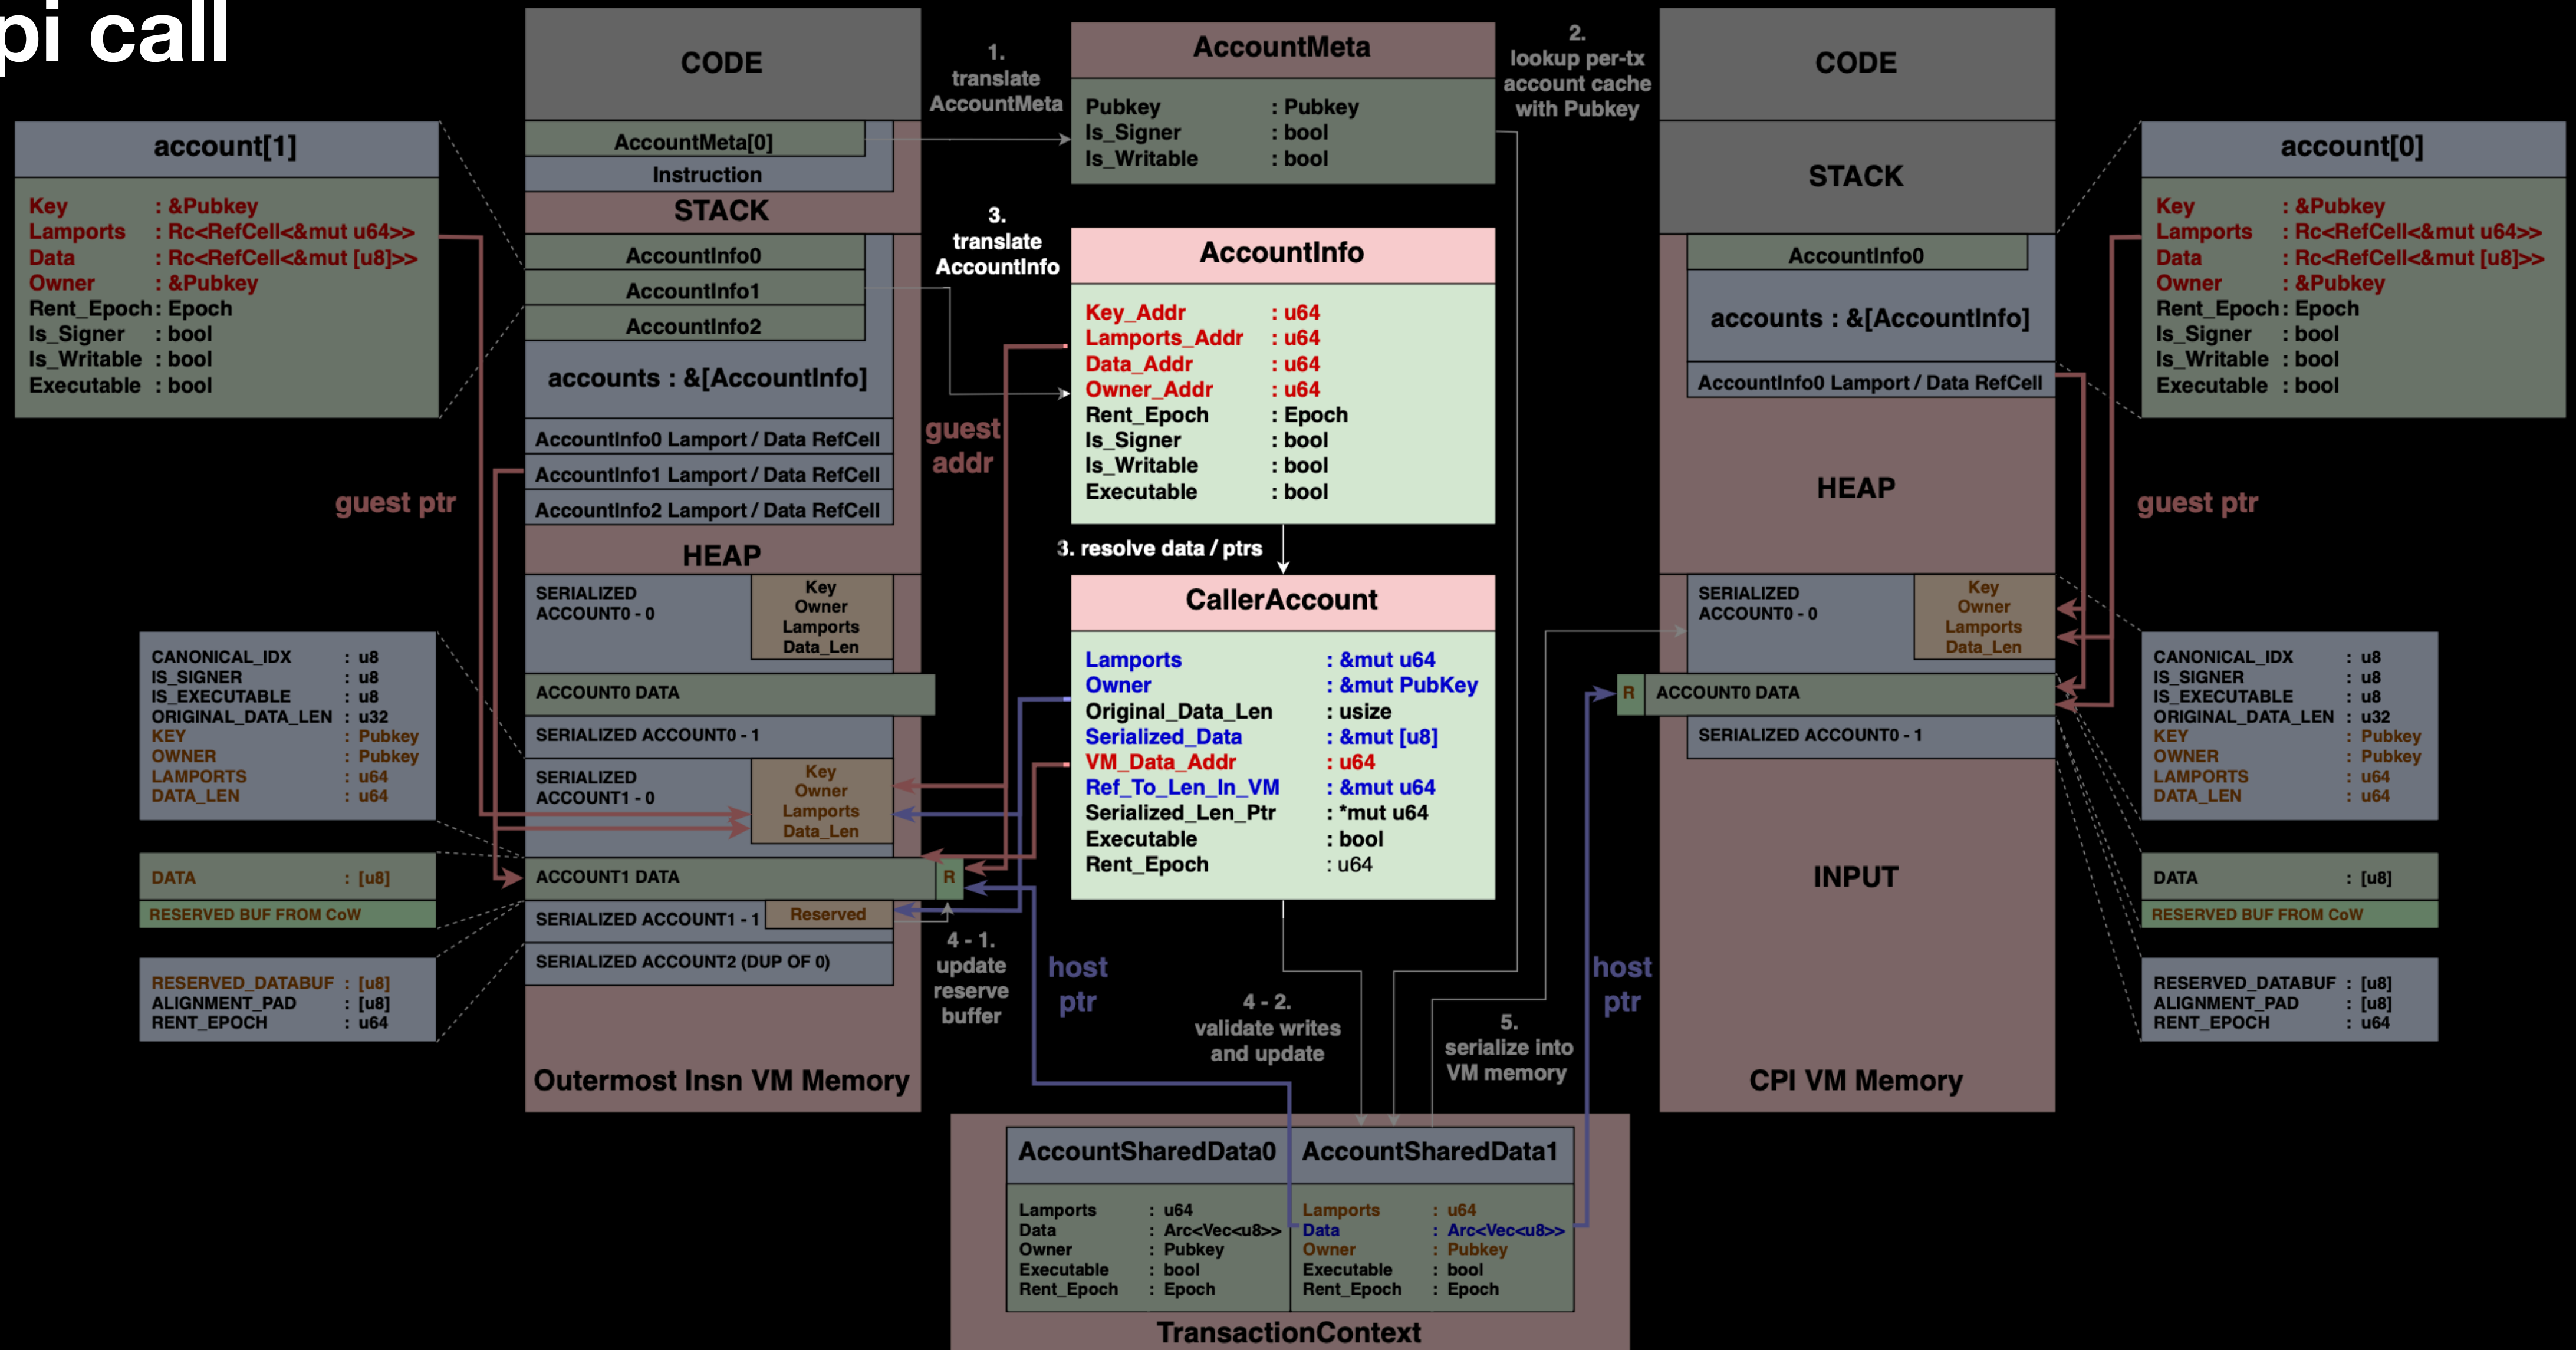 pi call
account[1]
Key : &Pubkey
Lamports : Rc<RefCell<&mut u64>>
Data : Rc<RefCell<&mut [u8]>>
Owner : &Pubkey
Rent_Epoch : Epoch
Is_Signer : bool
Is_Writable : bool
Executable : bool
guest ptr
CANONICAL_IDX : u8
IS_SIGNER : u8
IS_EXECUTABLE : u8
ORIGINAL_DATA_LEN : u32
KEY : Pubkey
OWNER : Pubkey
LAMPORTS : u64
DATA_LEN : u64
DATA : [u8]
RESERVED BUF FROM CoW
RESERVED_DATABUF : [u8]
ALIGNMENT_PAD : [u8]
RENT_EPOCH : u64
CODE
AccountMeta[0]
Instruction
STACK
AccountInfo0
AccountInfo1
AccountInfo2
accounts : &[AccountInfo]
AccountInfo0 Lamport / Data RefCell
AccountInfo1 Lamport / Data RefCell
AccountInfo2 Lamport / Data RefCell
HEAP
SERIALIZED
ACCOUNT0 - 0
Key
Owner
Lamports
Data_Len
ACCOUNT0 DATA
SERIALIZED ACCOUNT0 - 1
SERIALIZED
ACCOUNT1 - 0
Key
Owner
Lamports
Data_Len
ACCOUNT1 DATA
R
SERIALIZED ACCOUNT1 - 1
Reserved
SERIALIZED ACCOUNT2 (DUP OF 0)
Outermost Insn VM Memory
1.
translate
AccountMeta
AccountMeta
Pubkey : Pubkey
Is_Signer : bool
Is_Writable : bool
2.
lookup per-tx
account cache
with Pubkey
3.
translate
AccountInfo
AccountInfo
Key_Addr : u64
Lamports_Addr : u64
Data_Addr : u64
Owner_Addr : u64
Rent_Epoch : Epoch
Is_Signer : bool
Is_Writable : bool
Executable : bool
guest
addr
3. resolve data / ptrs
CallerAccount
Lamports : &mut u64
Owner : &mut PubKey
Original_Data_Len : usize
Serialized_Data : &mut [u8]
VM_Data_Addr : u64
Ref_To_Len_In_VM : &mut u64
Serialized_Len_Ptr : *mut u64
Executable : bool
Rent_Epoch : u64
4 - 1.
update
reserve
buffer
host
ptr
4 - 2.
validate writes
and update
5.
serialize into
VM memory
host
ptr
AccountSharedData0
Lamports : u64
Data : Arc<Vec<u8>>
Owner : Pubkey
Executable : bool
Rent_Epoch : Epoch
AccountSharedData1
Lamports : u64
Data : Arc<Vec<u8>>
Owner : Pubkey
Executable : bool
Rent_Epoch : Epoch
TransactionContext
CODE
STACK
AccountInfo0
accounts : &[AccountInfo]
AccountInfo0 Lamport / Data RefCell
HEAP
SERIALIZED
ACCOUNT0 - 0
Key
Owner
Lamports
Data_Len
R
ACCOUNT0 DATA
SERIALIZED ACCOUNT0 - 1
INPUT
CPI VM Memory
account[0]
Key : &Pubkey
Lamports : Rc<RefCell<&mut u64>>
Data : Rc<RefCell<&mut [u8]>>
Owner : &Pubkey
Rent_Epoch : Epoch
Is_Signer : bool
Is_Writable : bool
Executable : bool
guest ptr
CANONICAL_IDX : u8
IS_SIGNER : u8
IS_EXECUTABLE : u8
ORIGINAL_DATA_LEN : u32
KEY : Pubkey
OWNER : Pubkey
LAMPORTS : u64
DATA_LEN : u64
DATA : [u8]
RESERVED BUF FROM CoW
RESERVED_DATABUF : [u8]
ALIGNMENT_PAD : [u8]
RENT_EPOCH : u64